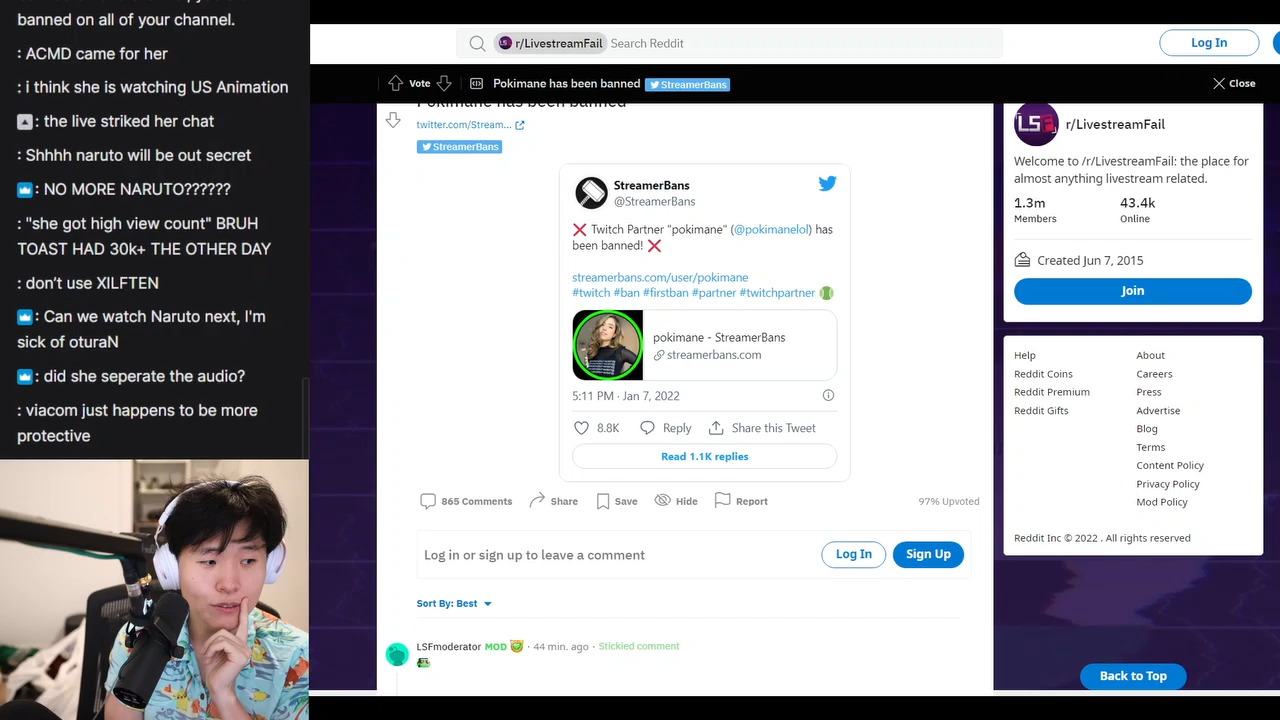 banned on all of your channel.
: ACMD came for her
: i think she is watching US Animation
: the live striked her chat
: Shhhh naruto will be out secret
: NO MORE NARUTO??????
: "she got high view count" BRUH
TOAST HAD 30k+ THE OTHER DAY
: don't use XILFTEN
: Can we watch Naruto next, I'm
sick of oturaN
: did she seperate the audio?
: viacom just happens to be more
protective
r/LivestreamFail Search Reddit
Log In
Vote
Pokimane has been banned StreamerBans
Close
Pokimane has been banned
twitter.com/Stream...
StreamerBans
StreamerBans
@StreamerBans
❌ Twitch Partner "pokimane" (@pokimanelol) has
been banned! ❌
streamerbans.com/user/pokimane
#twitch #ban #firstban #partner #twitchpartner
pokimane - StreamerBans
streamerbans.com
5:11 PM · Jan 7, 2022
8.8K Reply Share this Tweet
Read 1.1K replies
865 Comments Share Save Hide Report 97% Upvoted
Log in or sign up to leave a comment Log In Sign Up
Sort By: Best
LSFmoderator MOD · 44 min. ago · Stickied comment
LSF r/LivestreamFail
Welcome to /r/LivestreamFail: the place for
almost anything livestream related.
1.3m 43.4k
Members Online
Created Jun 7, 2015
Join
Help About
Reddit Coins Careers
Reddit Premium Press
Reddit Gifts Advertise
Blog
Terms
Content Policy
Privacy Policy
Mod Policy
Reddit Inc © 2022 . All rights reserved
Back to Top